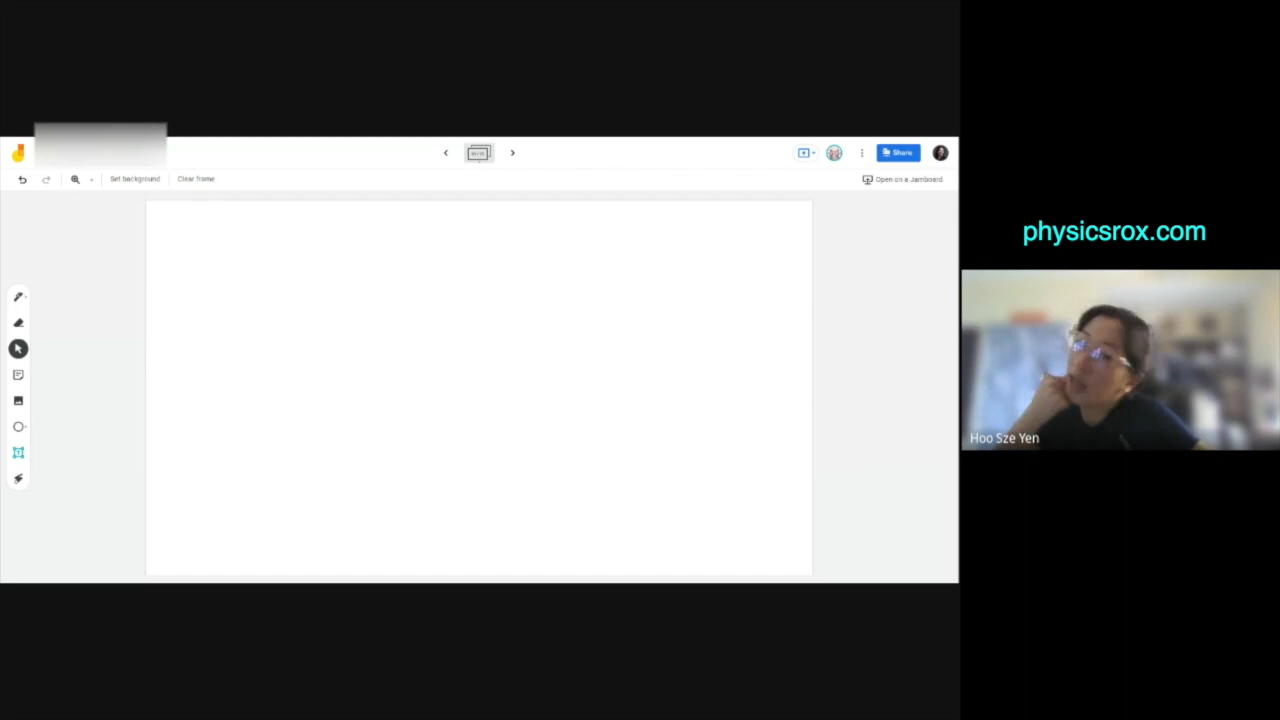 Share
Set background
Clear frame
Open on a Jamboard
physicsrox.com
Hoo Sze Yen